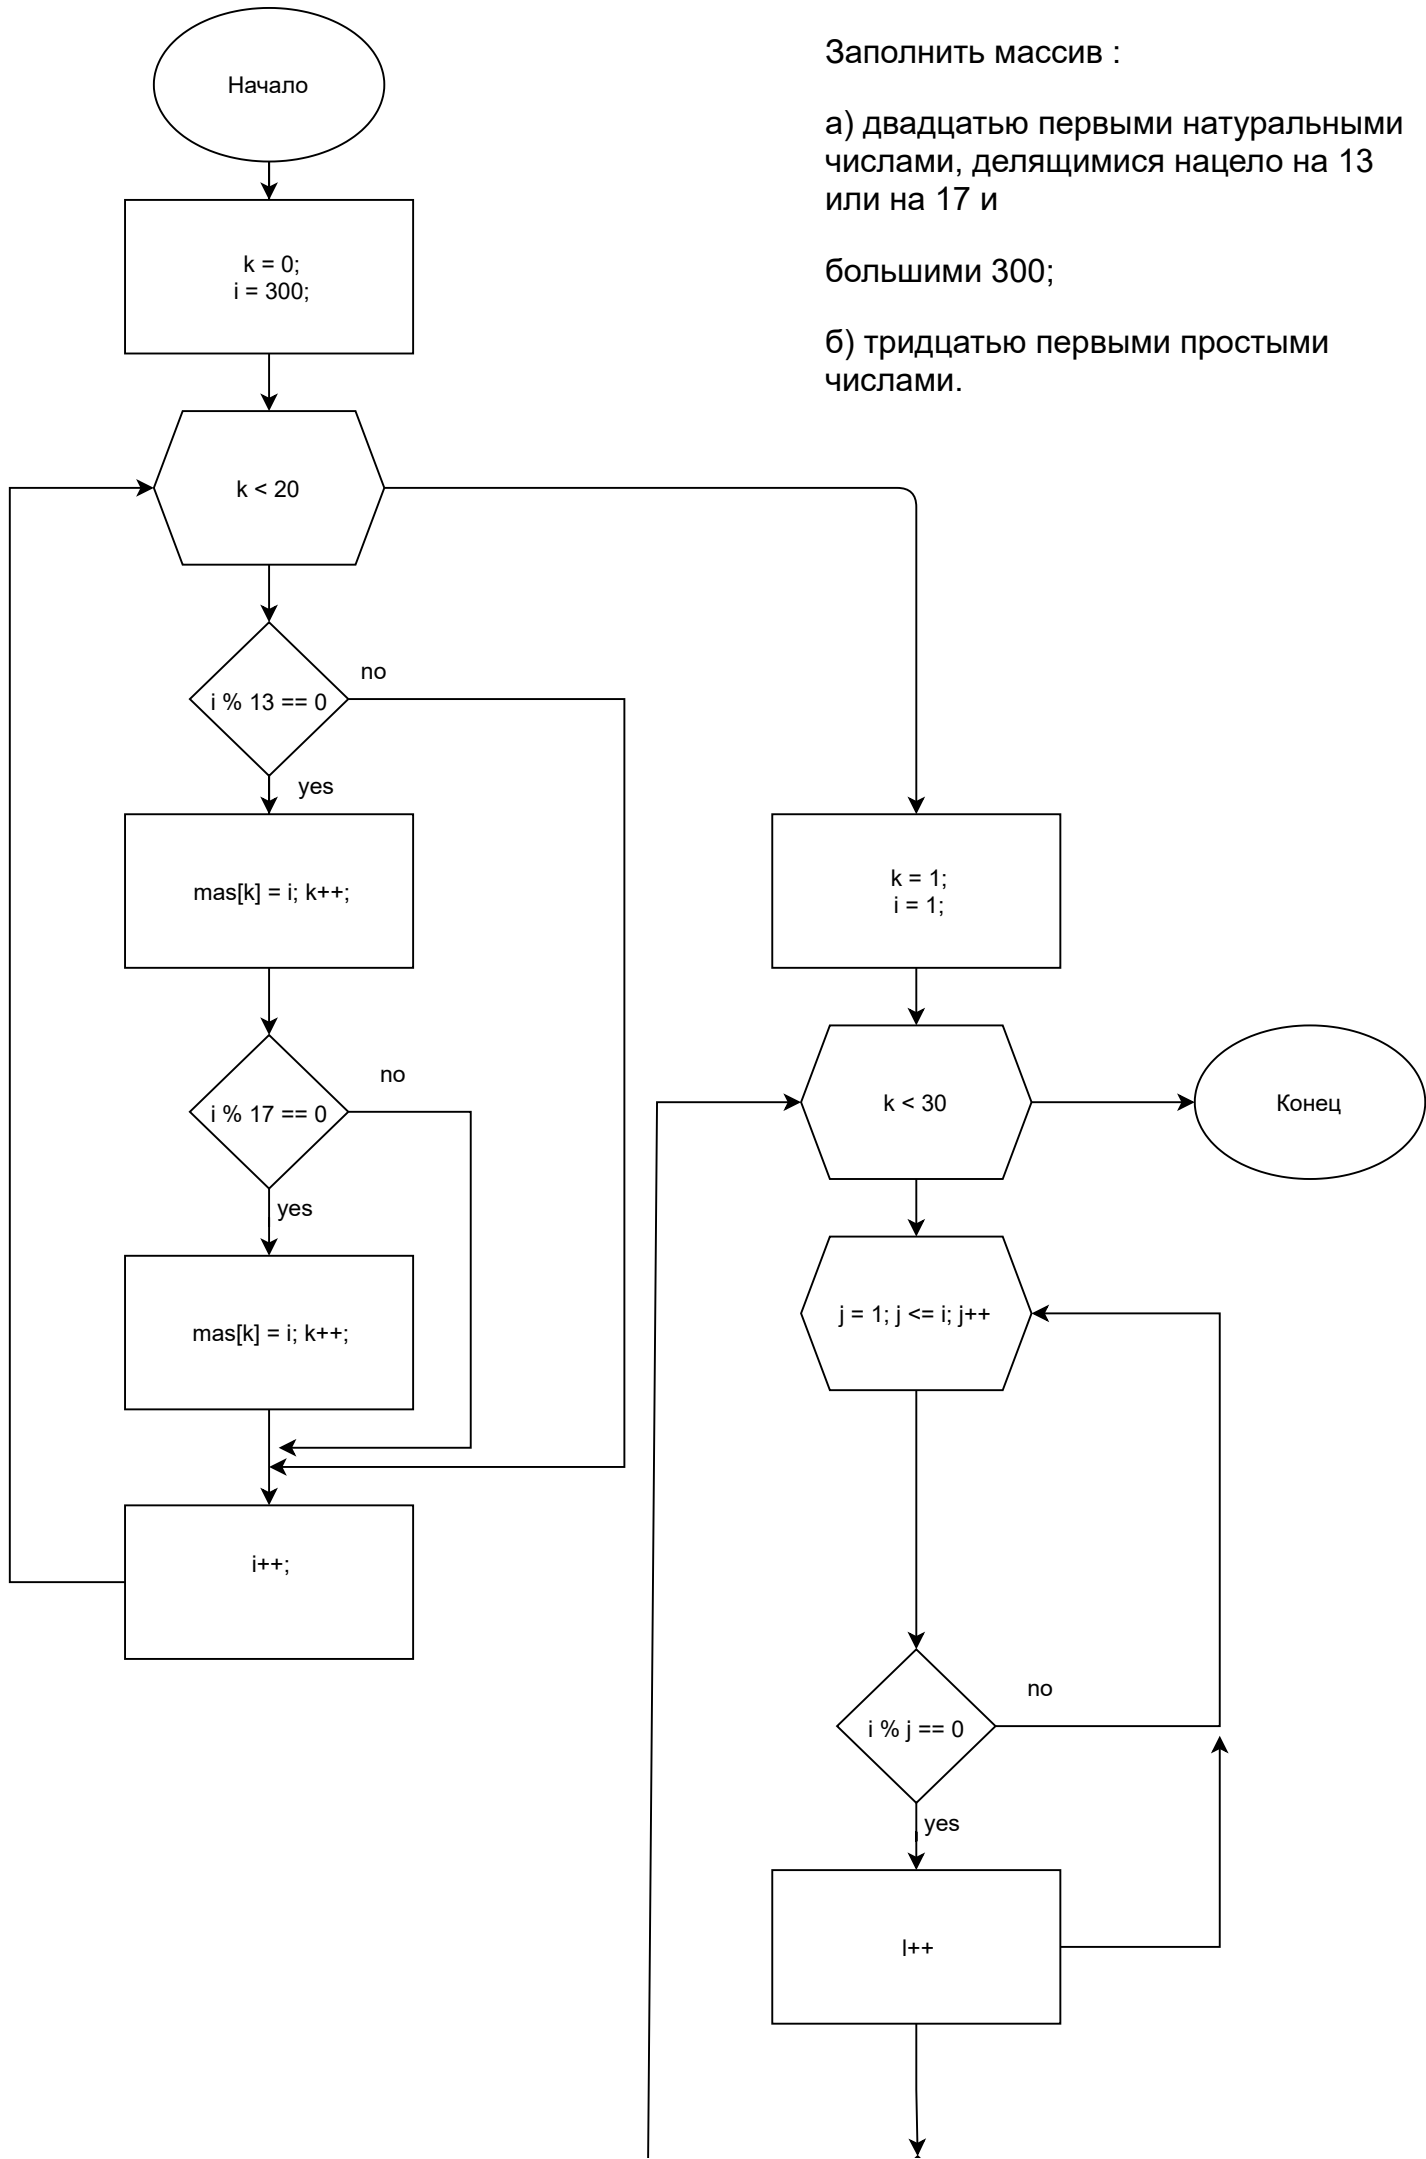 Начало
Заполнить массив :
а) двадцатью первыми натуральными
числами, делящимися нацело на 13
или на 17 и
большими 300;
б) тридцатью первыми простыми
числами.
k = 0;
i = 300;
k < 20
i % 13 == 0
no
yes
mas[k] = i; k++;
i % 17 == 0
no
yes
mas[k] = i; k++;
i++;
k = 1;
i = 1;
k < 30
Конец
j = 1; j <= i; j++
i % j == 0
no
yes
l++